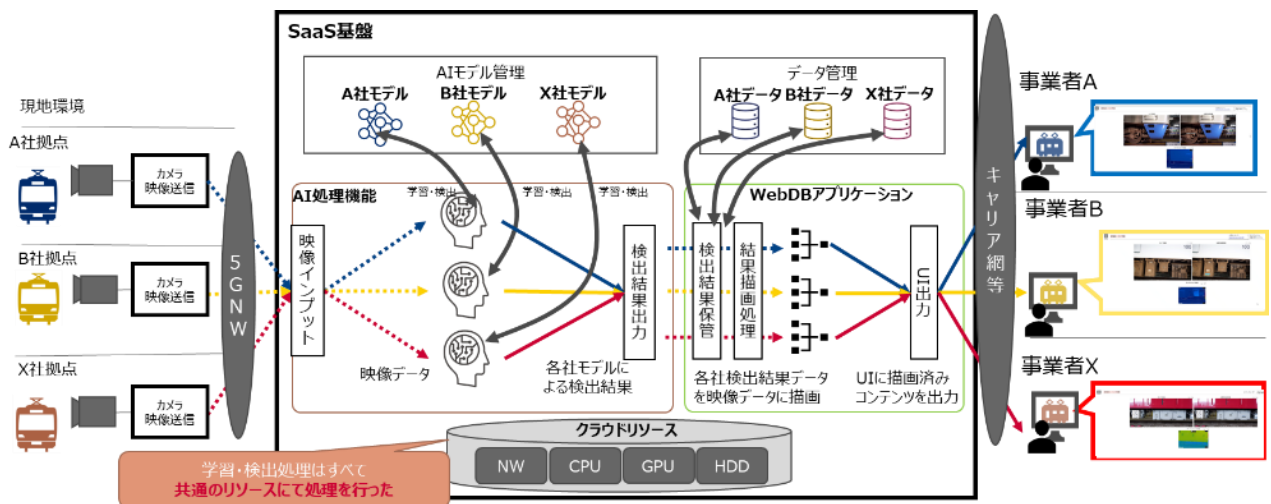 SaaS基盤
AIモデル管理
A社モデル
B社モデル
X社モデル
データ管理
A社データ
B社データ
X社データ
現地環境
A社拠点
カメラ
映像送信
B社拠点
カメラ
映像送信
X社拠点
カメラ
映像送信
5GNW
AI処理機能
学習・検出
学習・検出
学習・検出
映像インプット
映像データ
検出結果出力
各社モデルに
よる検出結果
WebDBアプリケーション
検出結果保管
結果描画処理
各社検出結果データ
を映像データに描画
UI出力
UIに描画済み
コンテンツを出力
クラウドリソース
NW
CPU
GPU
HDD
学習・検出処理はすべて
共通のリソースにて処理を行った
キャリア網等
事業者A
事業者B
事業者X